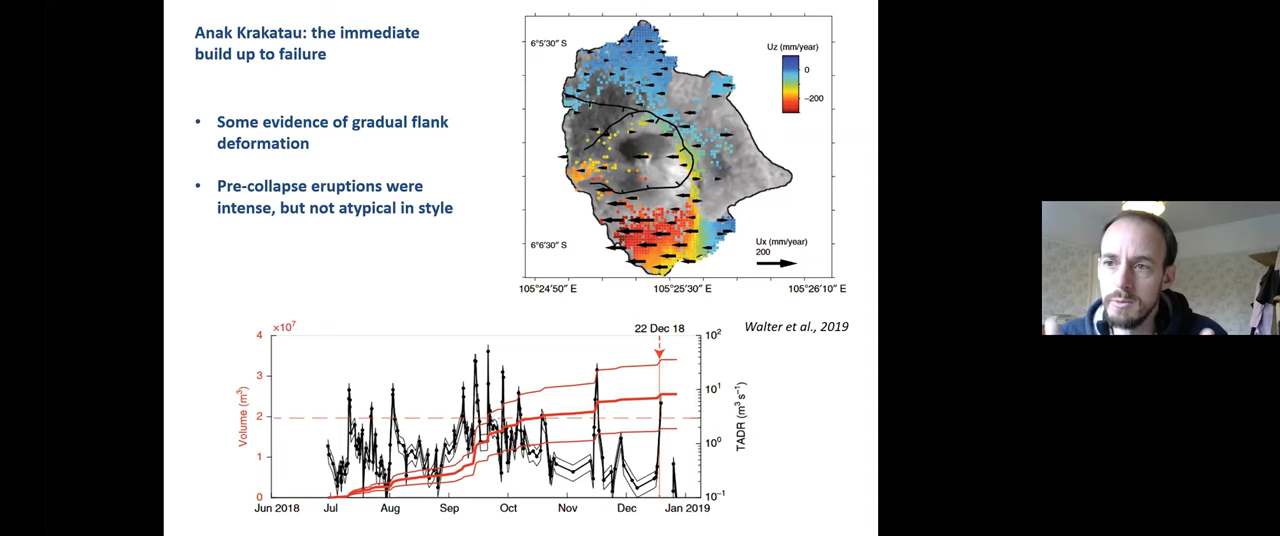 Anak Krakatau: the immediate
build up to failure
• Some evidence of gradual flank
deformation
• Pre-collapse eruptions were
intense, but not atypical in style
6°5′30″ S
6°6′30″ S
Uz (mm/year)
0
−200
Ux (mm/year)
200
105°24′50″ E
105°25′30″ E
105°26′10″ E
Walter et al., 2019
22 Dec 18
×10⁷
4
3
2
1
0
Volume (m³)
10²
10¹
10⁰
10⁻¹
TADR (m³ s⁻¹)
Jun 2018
Jul
Aug
Sep
Oct
Nov
Dec
Jan 2019